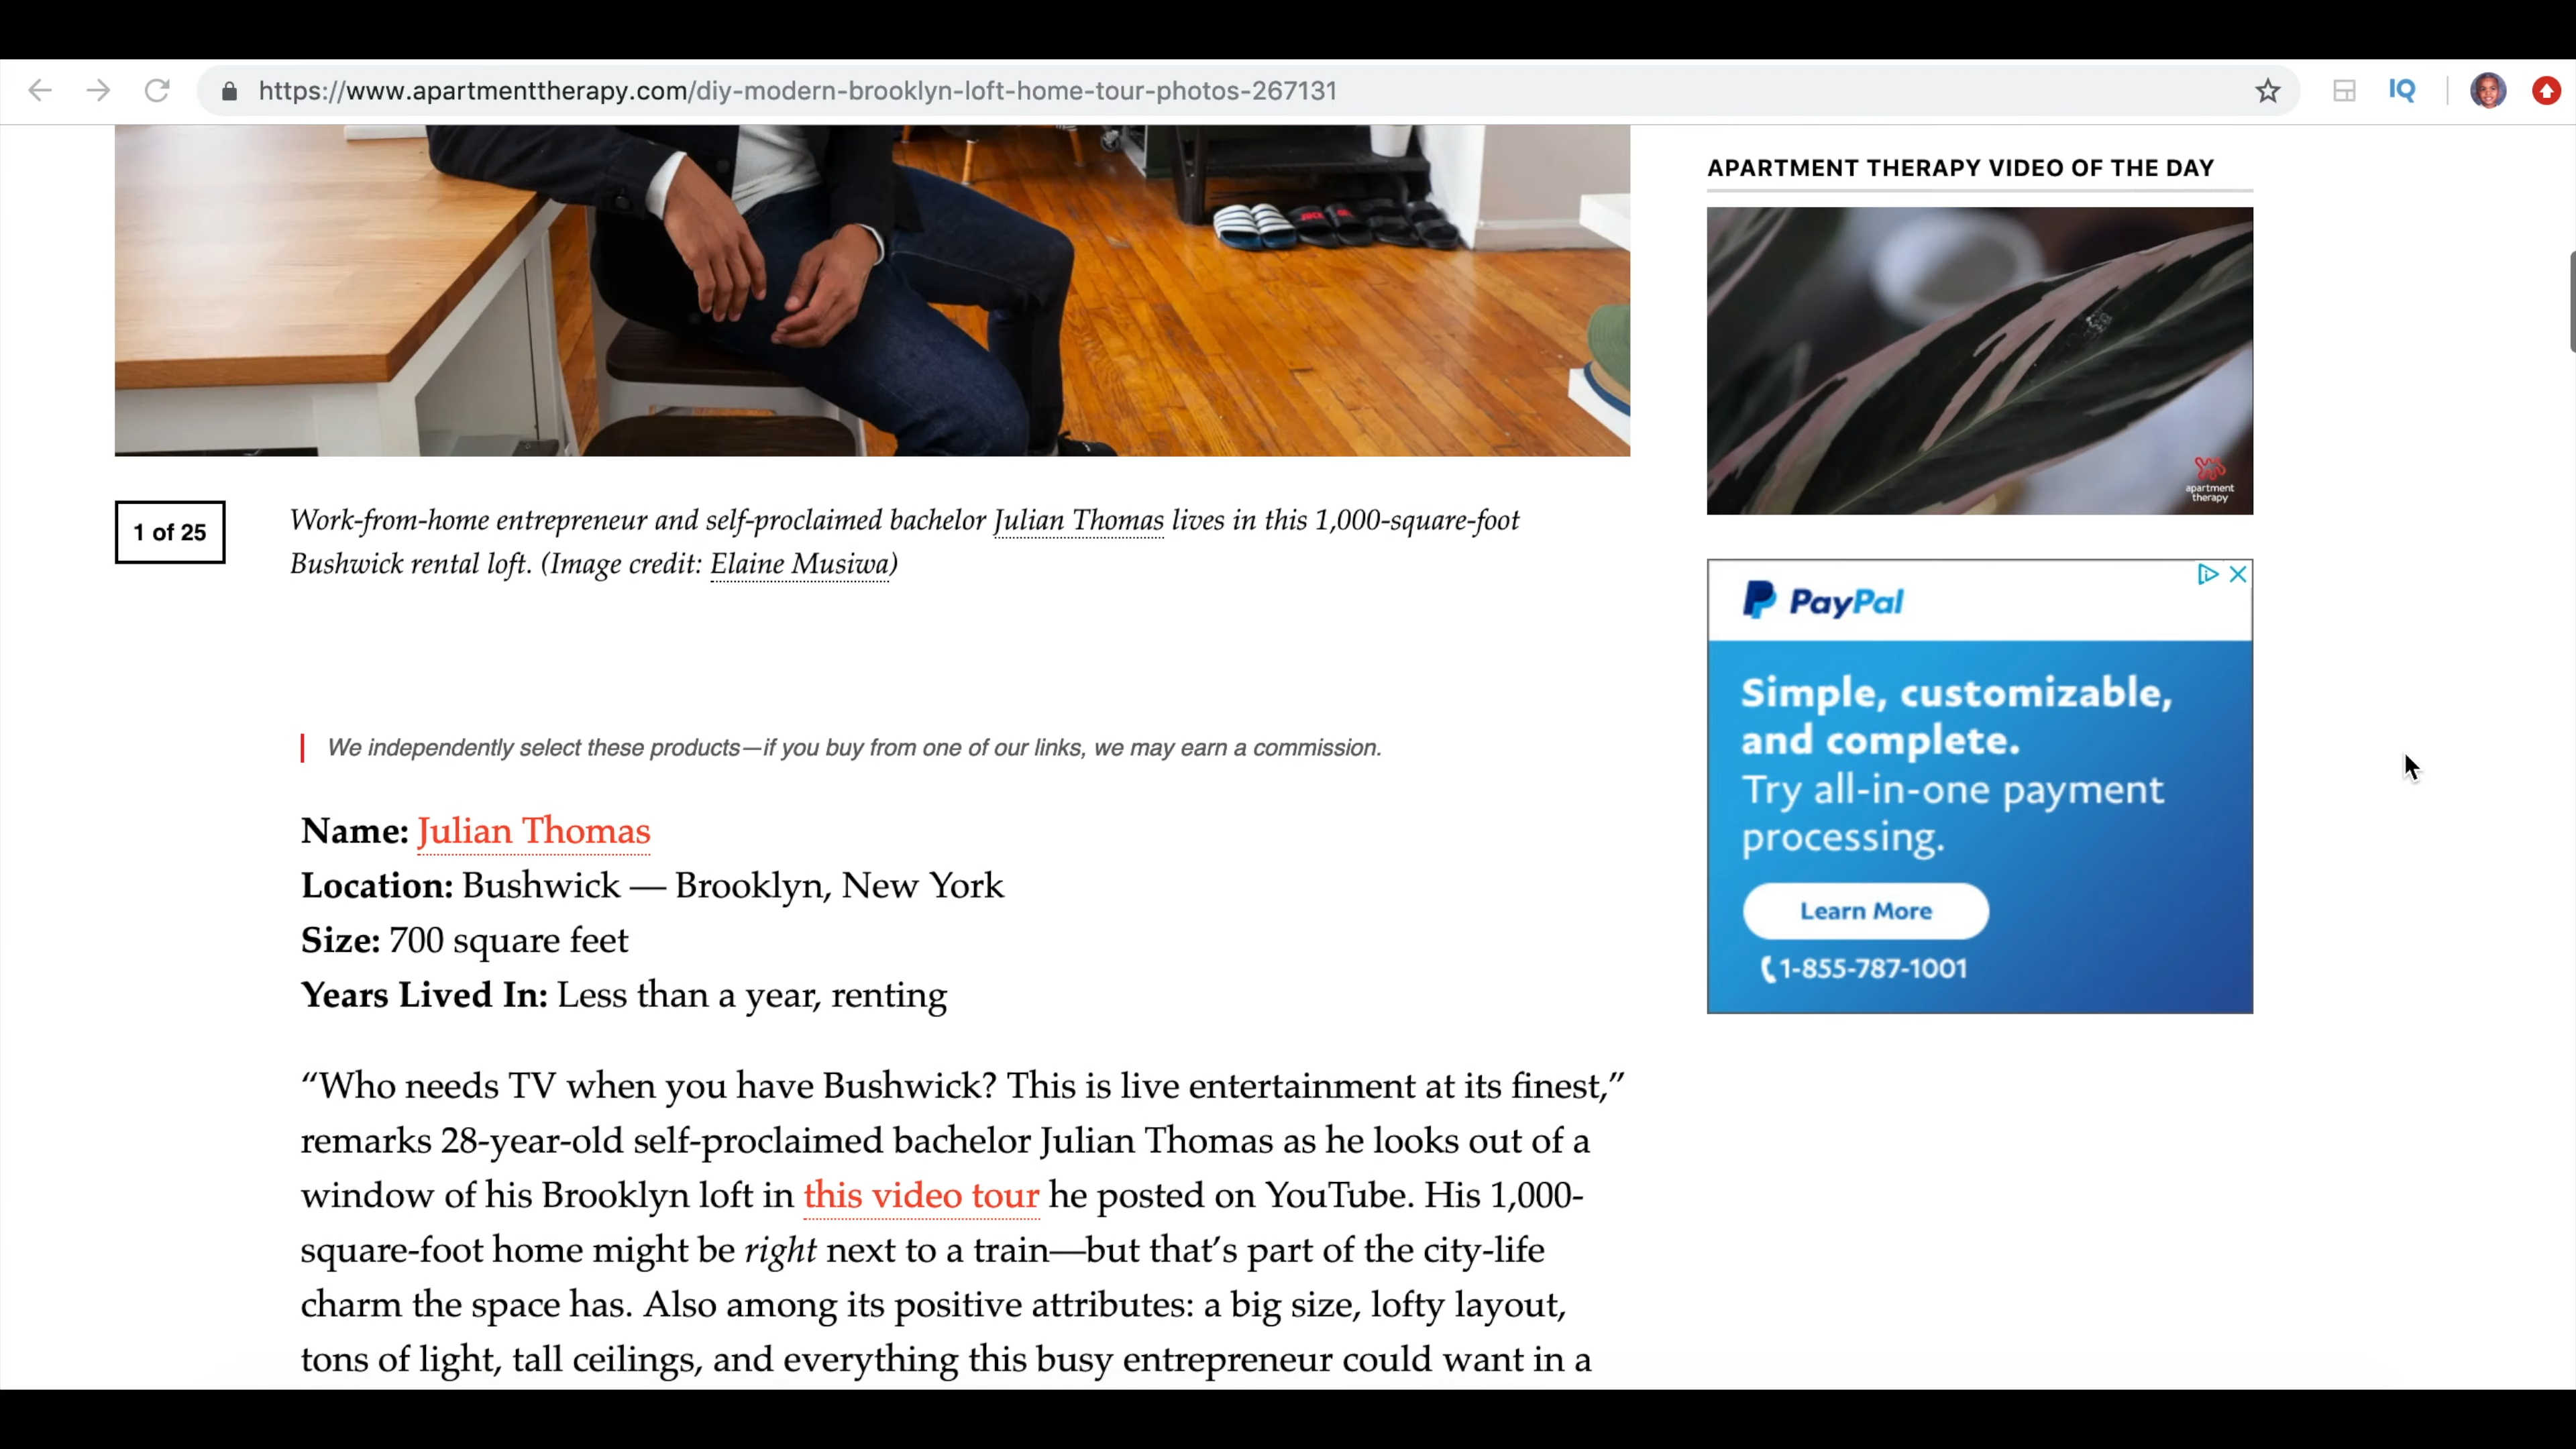 https://www.apartmenttherapy.com/diy-modern-brooklyn-loft-home-tour-photos-267131
IQ
APARTMENT THERAPY VIDEO OF THE DAY
apartment
therapy
1 of 25
Work-from-home entrepreneur and self-proclaimed bachelor Julian Thomas lives in this 1,000-square-foot
Bushwick rental loft. (Image credit: Elaine Musiwa)
We independently select these products—if you buy from one of our links, we may earn a commission.
Name: Julian Thomas
Location: Bushwick — Brooklyn, New York
Size: 700 square feet
Years Lived In: Less than a year, renting
“Who needs TV when you have Bushwick? This is live entertainment at its finest,”
remarks 28-year-old self-proclaimed bachelor Julian Thomas as he looks out of a
window of his Brooklyn loft in this video tour he posted on YouTube. His 1,000-
square-foot home might be right next to a train—but that’s part of the city-life
charm the space has. Also among its positive attributes: a big size, lofty layout,
tons of light, tall ceilings, and everything this busy entrepreneur could want in a
PayPal
Simple, customizable,
and complete.
Try all-in-one payment
processing.
Learn More
1-855-787-1001